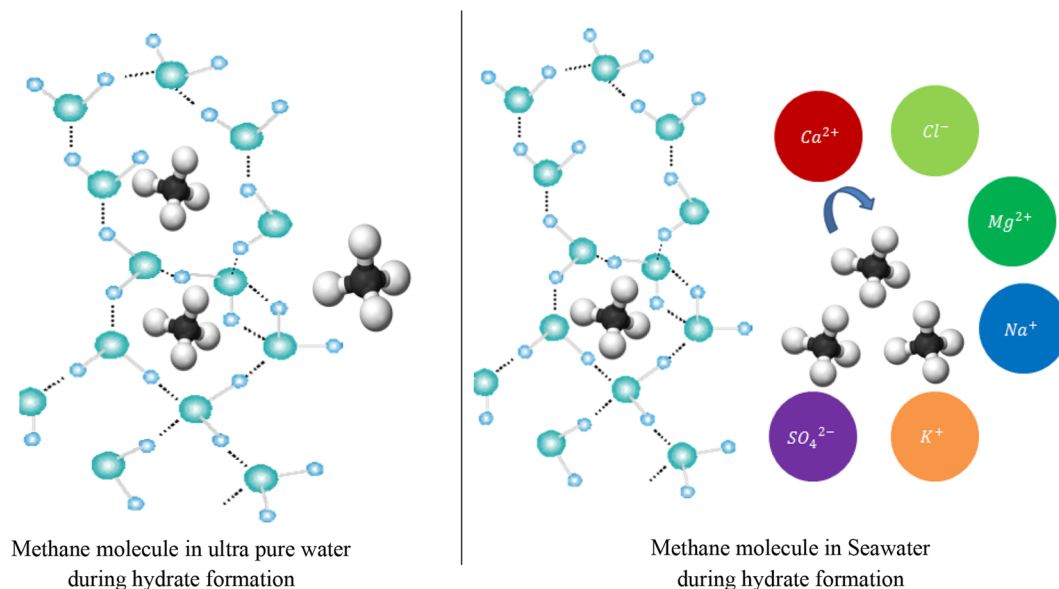 Ca²⁺
Cl⁻
Mg²⁺
Na⁺
SO₄²⁻
K⁺
Methane molecule in ultra pure water
during hydrate formation
Methane molecule in Seawater
during hydrate formation